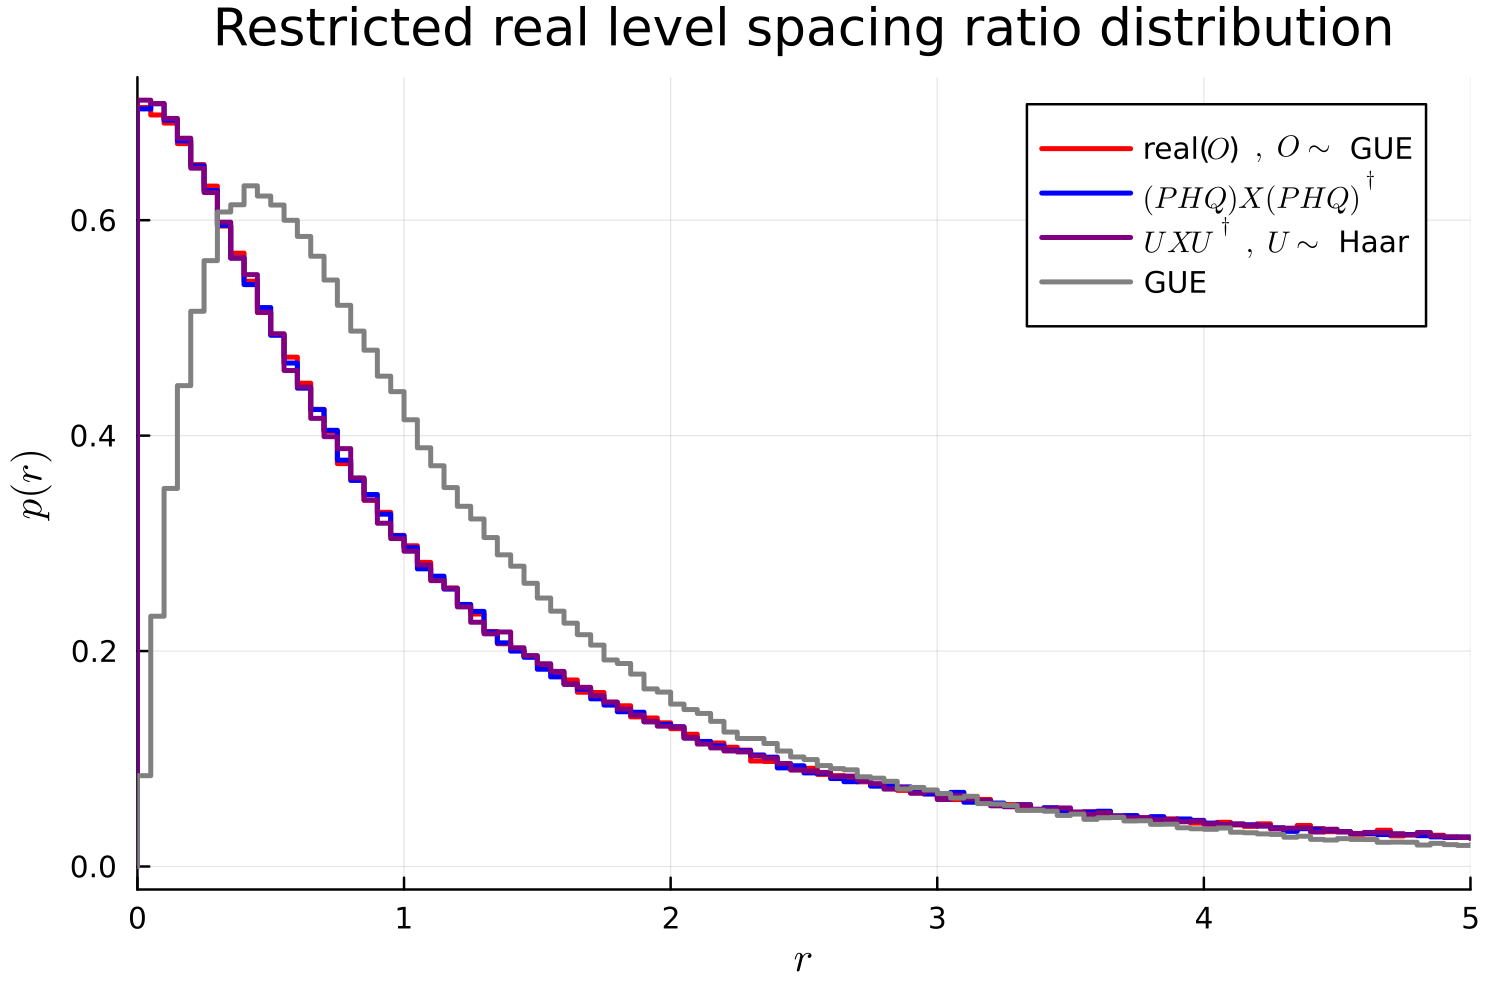 Restricted real level spacing ratio distribution
real(O) , O ~ GUE
(PHQ)X(PHQ)†
UXU† , U ~ Haar
GUE
p(r)
0.6
0.4
0.2
0.0
0 1 2 3 4 5
r